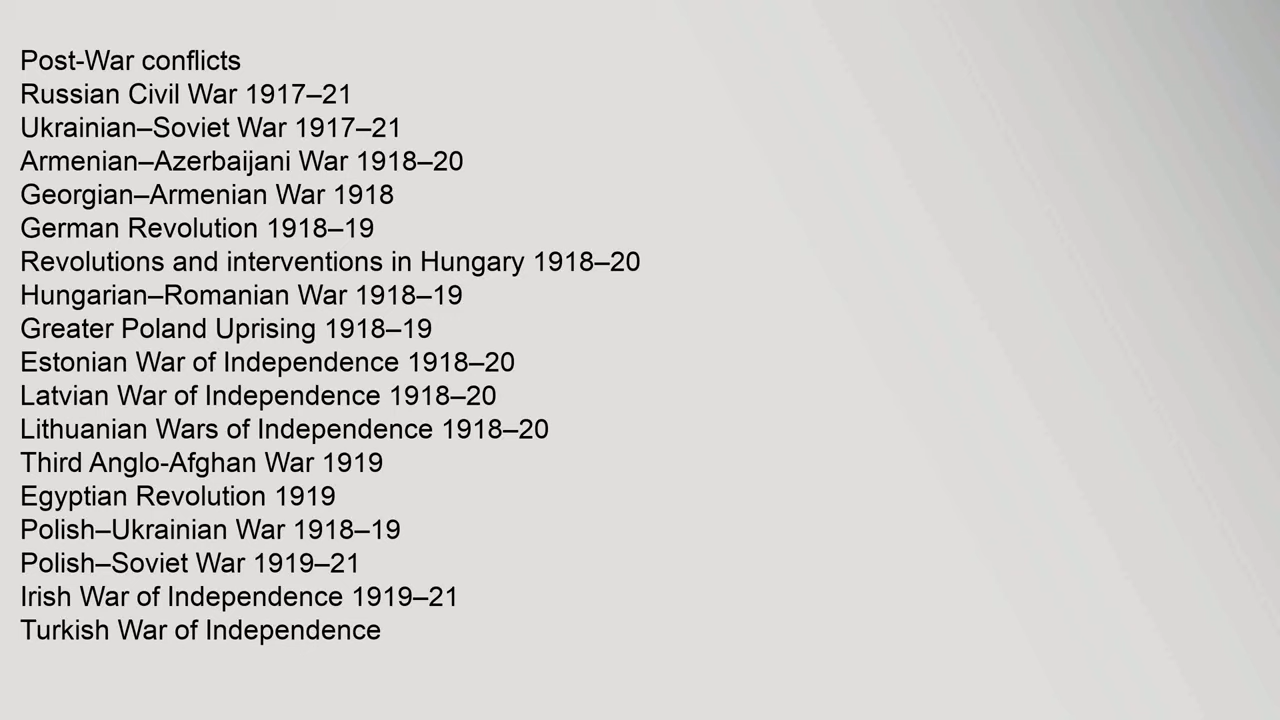 Post-War conflicts
Russian Civil War 1917–21
Ukrainian–Soviet War 1917–21
Armenian–Azerbaijani War 1918–20
Georgian–Armenian War 1918
German Revolution 1918–19
Revolutions and interventions in Hungary 1918–20
Hungarian–Romanian War 1918–19
Greater Poland Uprising 1918–19
Estonian War of Independence 1918–20
Latvian War of Independence 1918–20
Lithuanian Wars of Independence 1918–20
Third Anglo-Afghan War 1919
Egyptian Revolution 1919
Polish–Ukrainian War 1918–19
Polish–Soviet War 1919–21
Irish War of Independence 1919–21
Turkish War of Independence